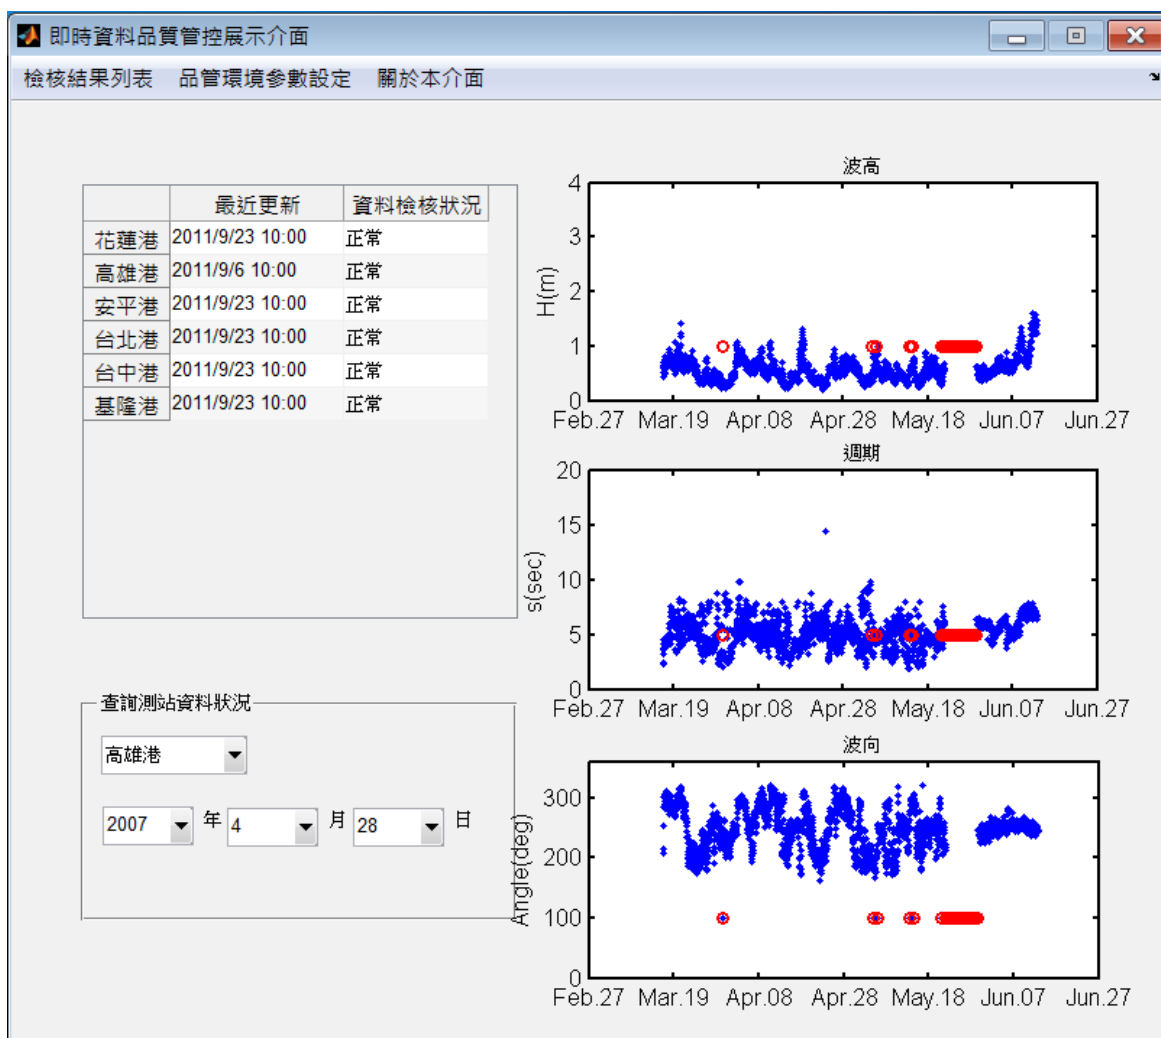 即時資料品質管控展示介面
檢核結果列表 品管環境參數設定 關於本介面
最近更新 資料檢核狀況
花蓮港 2011/9/23 10:00 正常
高雄港 2011/9/6 10:00 正常
安平港 2011/9/23 10:00 正常
台北港 2011/9/23 10:00 正常
台中港 2011/9/23 10:00 正常
基隆港 2011/9/23 10:00 正常
查詢測站資料狀況
高雄港
2007 年 4 月 28 日
波高
H(m)
4
3
2
1
0
Feb.27 Mar.19 Apr.08 Apr.28 May.18 Jun.07 Jun.27
週期
s(sec)
20
15
10
5
0
Feb.27 Mar.19 Apr.08 Apr.28 May.18 Jun.07 Jun.27
波向
Angle(deg)
300
200
100
0
Feb.27 Mar.19 Apr.08 Apr.28 May.18 Jun.07 Jun.27